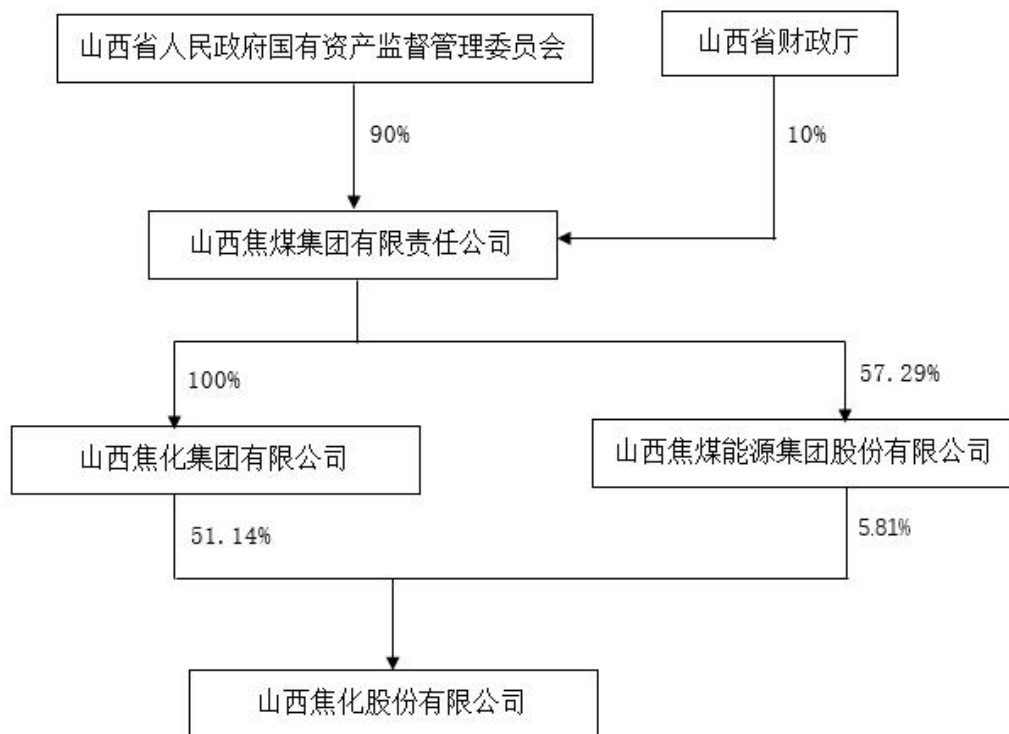 山西省人民政府国有资产监督管理委员会
山西省财政厅
90%
10%
山西焦煤集团有限责任公司
100%
57.29%
山西焦化集团有限公司
山西焦煤能源集团股份有限公司
51.14%
5.81%
山西焦化股份有限公司